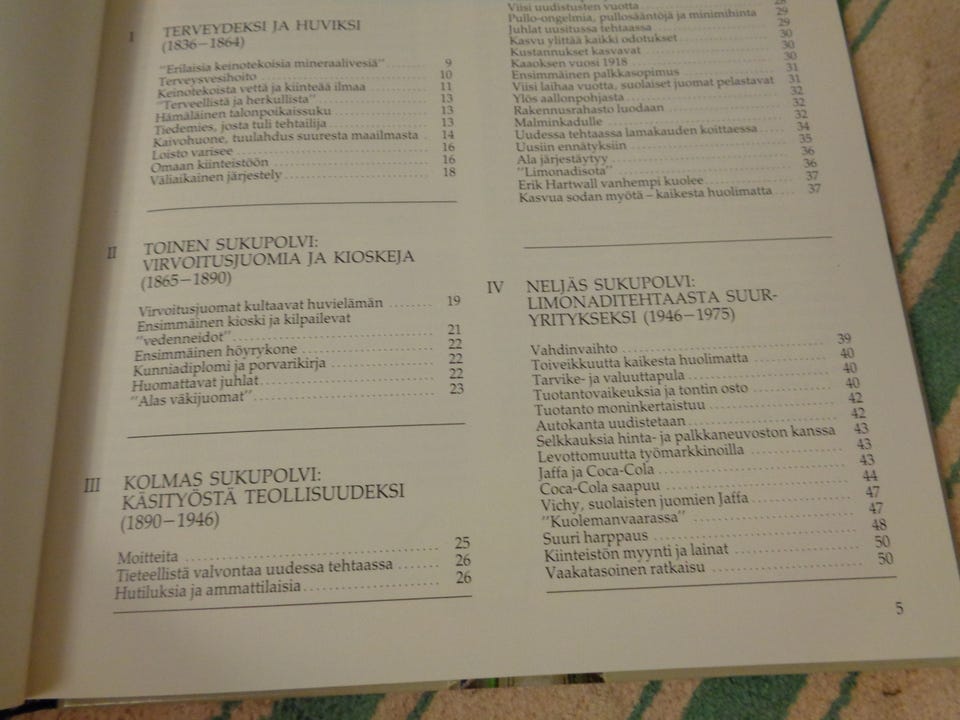 I TERVEYDEKSI JA HUVIKSI
(1836–1864)
"Erilaisia keinotekoisia mineraalivesiä" 9
Terveysvesihoito 10
Keinotekoista vettä ja kiinteää ilmaa 11
"Terveellistä ja herkullista" 13
Hämäläinen talonpoikaissuku 13
Tiedemies, josta tuli tehtailija 13
Kaivohuone, tuulahdus suuresta maailmasta 14
Loisto varisee 16
Omaan kiinteistöön 16
Väliaikainen järjestely 18
II TOINEN SUKUPOLVI:
VIRVOITUSJUOMIA JA KIOSKEJA
(1865–1890)
Virvoitusjuomat kultaavat huvielämän 19
Ensimmäinen kioski ja kilpailevat
"vedenneidot" 21
Ensimmäinen höyrykone 22
Kunniadiplomi ja porvarikirja 22
Huomattavat juhlat 22
"Alas väkijuomat" 23
III KOLMAS SUKUPOLVI:
KÄSITYÖSTÄ TEOLLISUUDEKSI
(1890–1946)
Moitteita 25
Tieteellistä valvontaa uudessa tehtaassa 26
Hutiluksia ja ammattilaisia 26
Viisi uudistusten vuotta 28
Pullo-ongelmia, pullosääntöjä ja minimihinta 29
Juhlat uusitussa tehtaassa 29
Kasvu ylittää kaikki odotukset 30
Kustannukset kasvavat 30
Kaaoksen vuosi 1918 30
Ensimmäinen palkkasopimus 31
Viisi laihaa vuotta, suolaiset juomat pelastavat 31
Ylös aallonpohjasta 32
Rakennusrahasto luodaan 32
Malminkadulle 32
Uudessa tehtaassa lamakauden koittaessa 34
Uusiin ennätyksiin 35
Ala järjestäytyy 36
"Limonadisota" 36
Erik Hartwall vanhempi kuolee 37
Kasvua sodan myötä – kaikesta huolimatta 37
IV NELJÄS SUKUPOLVI:
LIMONADITEHTAASTA SUUR-
YRITYKSEKSI (1946–1975)
Vahdinvaihto 39
Toiveikkuutta kaikesta huolimatta 40
Tarvike- ja valuuttapula 40
Tuotantovaikeuksia ja tontin osto 40
Tuotanto moninkertaistuu 42
Autokanta uudistetaan 42
Selkkauksia hinta- ja palkkaneuvoston kanssa 43
Levottomuutta työmarkkinoilla 43
Jaffa ja Coca-Cola 43
Coca-Cola saapuu 44
Vichy, suolaisten juomien Jaffa 47
"Kuolemanvaarassa" 47
Suuri harppaus 48
Kiinteistön myynti ja lainat 50
Vaakatasoinen ratkaisu 50
5